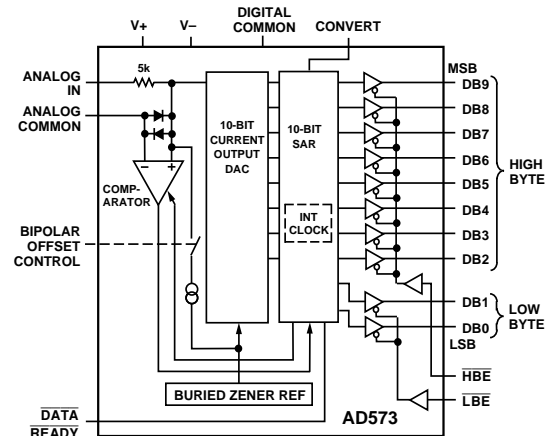 V+
V–
DIGITAL
COMMON
CONVERT
ANALOG
IN
5k
ANALOG
COMMON
–
+
COMP-
ARATOR
BIPOLAR
OFFSET
CONTROL
10-BIT
CURRENT
OUTPUT
DAC
10-BIT
SAR
INT
CLOCK
MSB
DB9
DB8
DB7
DB6
DB5
DB4
DB3
DB2
HIGH
BYTE
DB1
DB0
LSB
LOW
BYTE
HBE
LBE
BURIED ZENER REF
AD573
DATA
READY